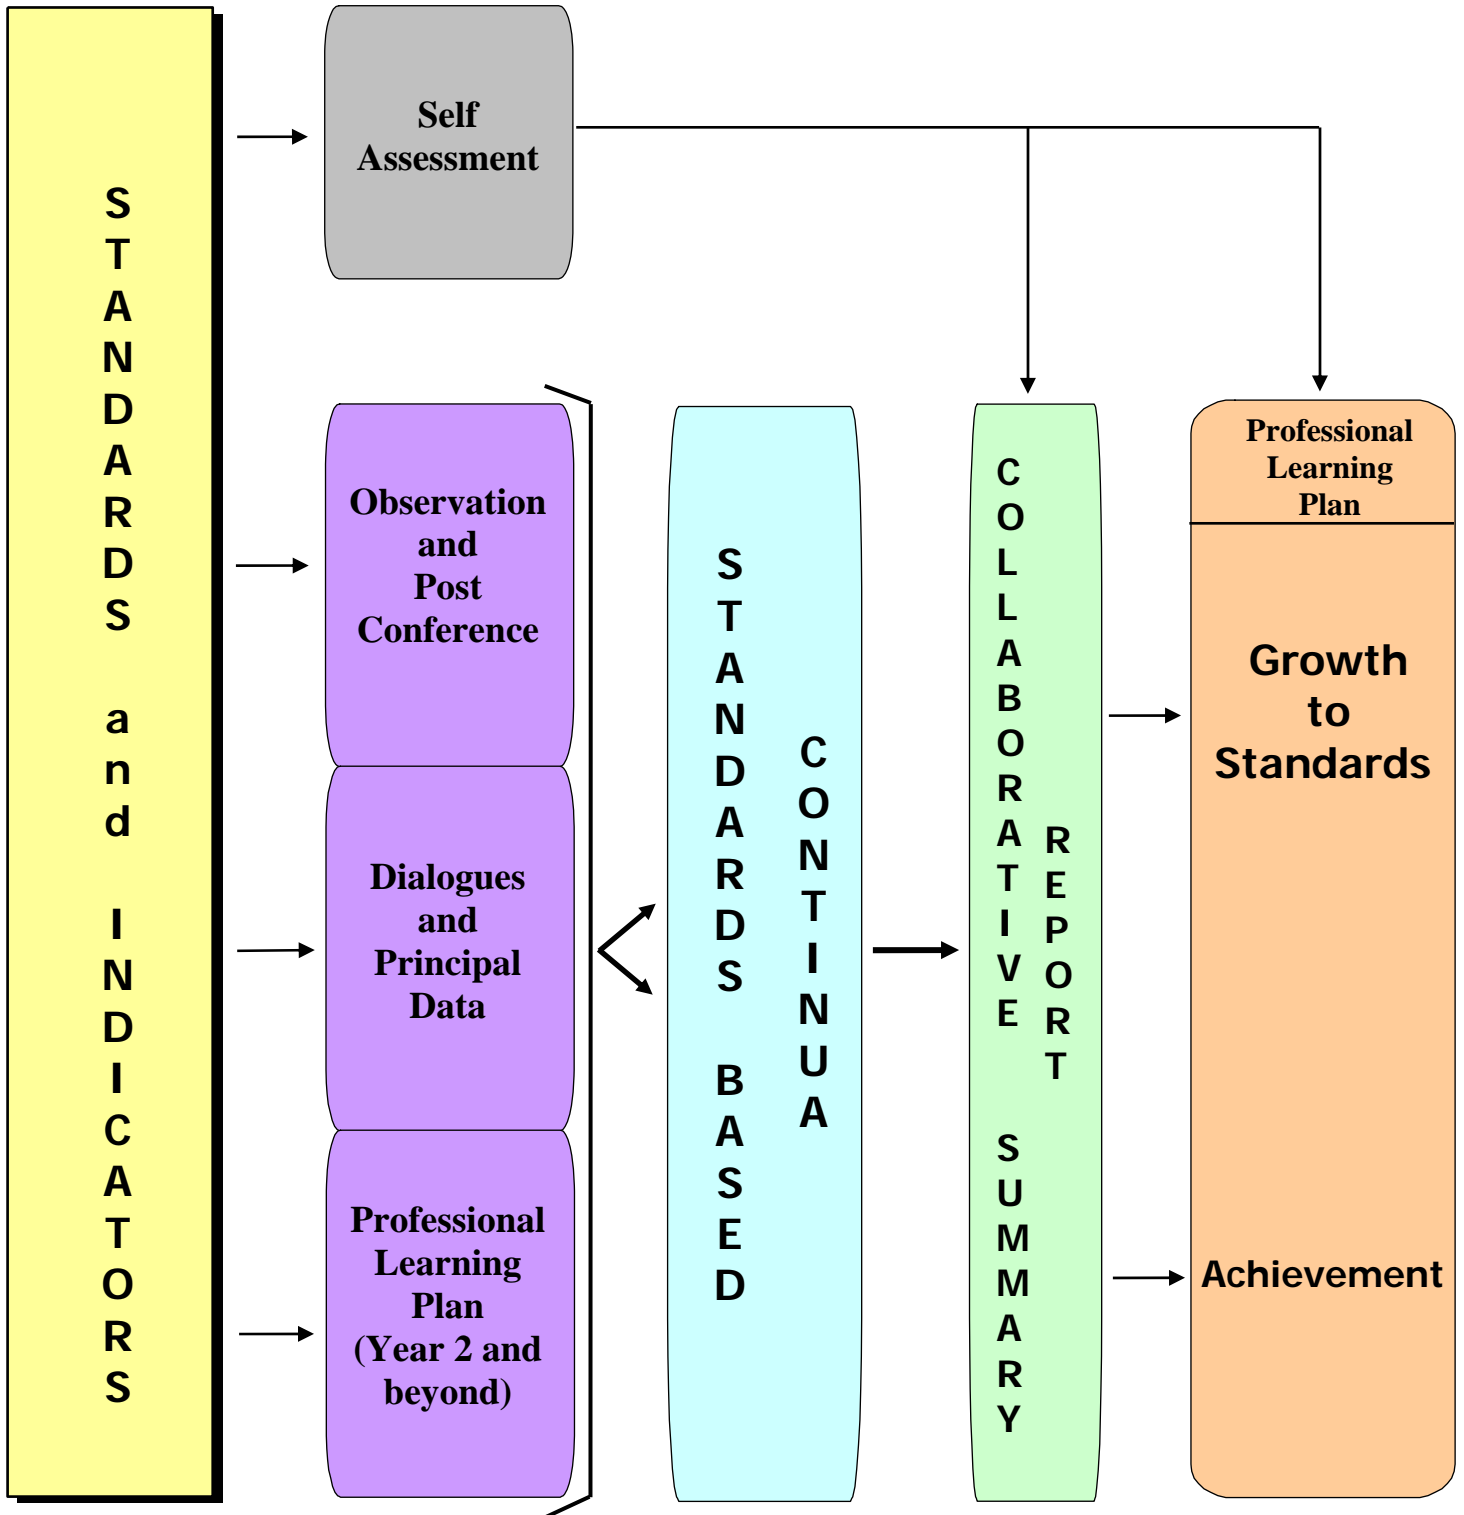 STANDARDS and INDICATORS
Self
Assessment
Observation
and
Post
Conference
Dialogues
and
Principal
Data
Professional
Learning
Plan
(Year 2 and
beyond)
STANDARDS BASED
CONTINUA
COLLABORATIVE SUMMARY
REPORT
Professional
Learning
Plan
Growth
to
Standards
Achievement